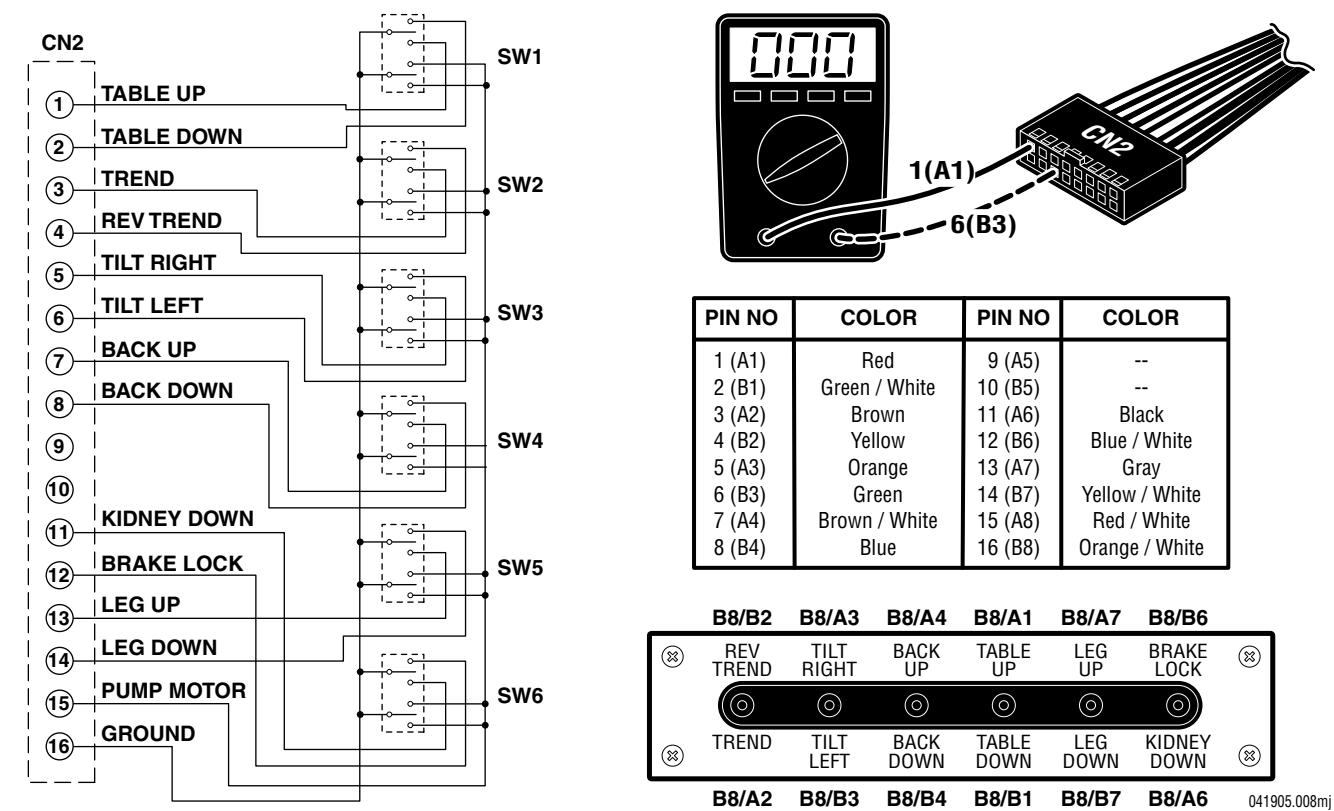 CN2
1 TABLE UP
2 TABLE DOWN
3 TREND
4 REV TREND
5 TILT RIGHT
6 TILT LEFT
7 BACK UP
8 BACK DOWN
9
10
11 KIDNEY DOWN
12 BRAKE LOCK
13 LEG UP
14 LEG DOWN
15 PUMP MOTOR
16 GROUND
SW1
SW2
SW3
SW4
SW5
SW6
000
CN2
1(A1)
6(B3)
PIN NO COLOR PIN NO COLOR
1 (A1) Red 9 (A5) --
2 (B1) Green / White 10 (B5) --
3 (A2) Brown 11 (A6) Black
4 (B2) Yellow 12 (B6) Blue / White
5 (A3) Orange 13 (A7) Gray
6 (B3) Green 14 (B7) Yellow / White
7 (A4) Brown / White 15 (A8) Red / White
8 (B4) Blue 16 (B8) Orange / White
B8/B2 B8/A3 B8/A4 B8/A1 B8/A7 B8/B6
REV TILT BACK TABLE LEG BRAKE
TREND RIGHT UP UP UP LOCK
TREND TILT BACK TABLE LEG KIDNEY
LEFT DOWN DOWN DOWN DOWN
B8/A2 B8/B3 B8/B4 B8/B1 B8/B7 B8/A6
041905.008mj